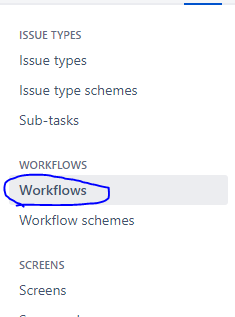 ISSUE TYPES
Issue types
Issue type schemes
Sub-tasks
WORKFLOWS
Workflows
Workflow schemes
SCREENS
Screens